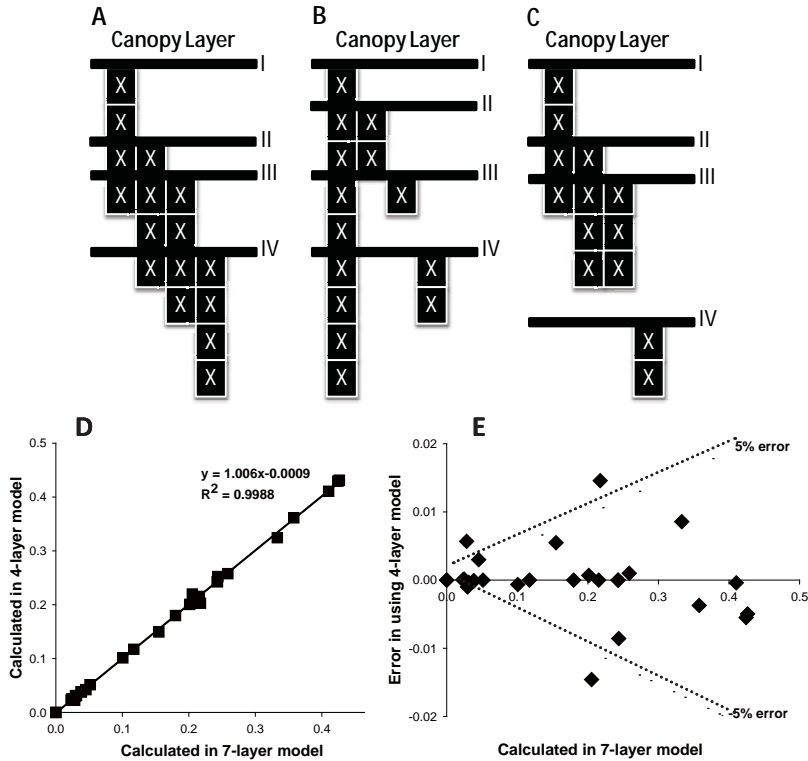 A
Canopy Layer
I
X
X
II
X X
III
X X X
X X
IV
X X X
X X
X
X
B
Canopy Layer
I
X
II
X X
X X
III
X X
X
IV
X X
X X
X
X
C
Canopy Layer
I
X
X
II
X X
III
X X X
X X
X X
IV
X
X
D
y = 1.006x-0.0009
R2 = 0.9988
Calculated in 4-layer model
0.5
0.4
0.3
0.2
0.1
0.0
0.0 0.1 0.2 0.3 0.4
Calculated in 7-layer model
E
5% error
Error in using 4-layer model
0.02
0.01
0.00
-0.01
-0.02
0.0 0.1 0.2 0.3 0.4 0.5
-5% error
Calculated in 7-layer model